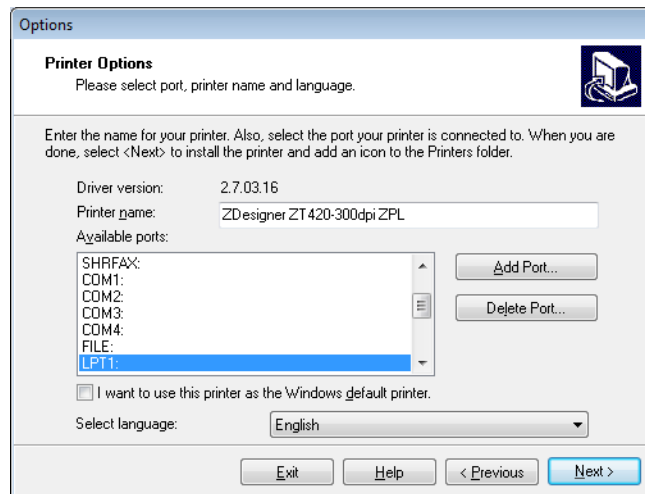 Options
Printer Options
Please select port, printer name and language.
Enter the name for your printer. Also, select the port your printer is connected to. When you are
done, select <Next> to install the printer and add an icon to the Printers folder.
Driver version: 2.7.03.16
Printer name: ZDesigner ZT420-300dpi ZPL
Available ports:
SHRFAX:
COM1:
COM2:
COM3:
COM4:
FILE:
LPT1:
Add Port...
Delete Port...
I want to use this printer as the Windows default printer.
Select language: English
Exit Help < Previous Next >